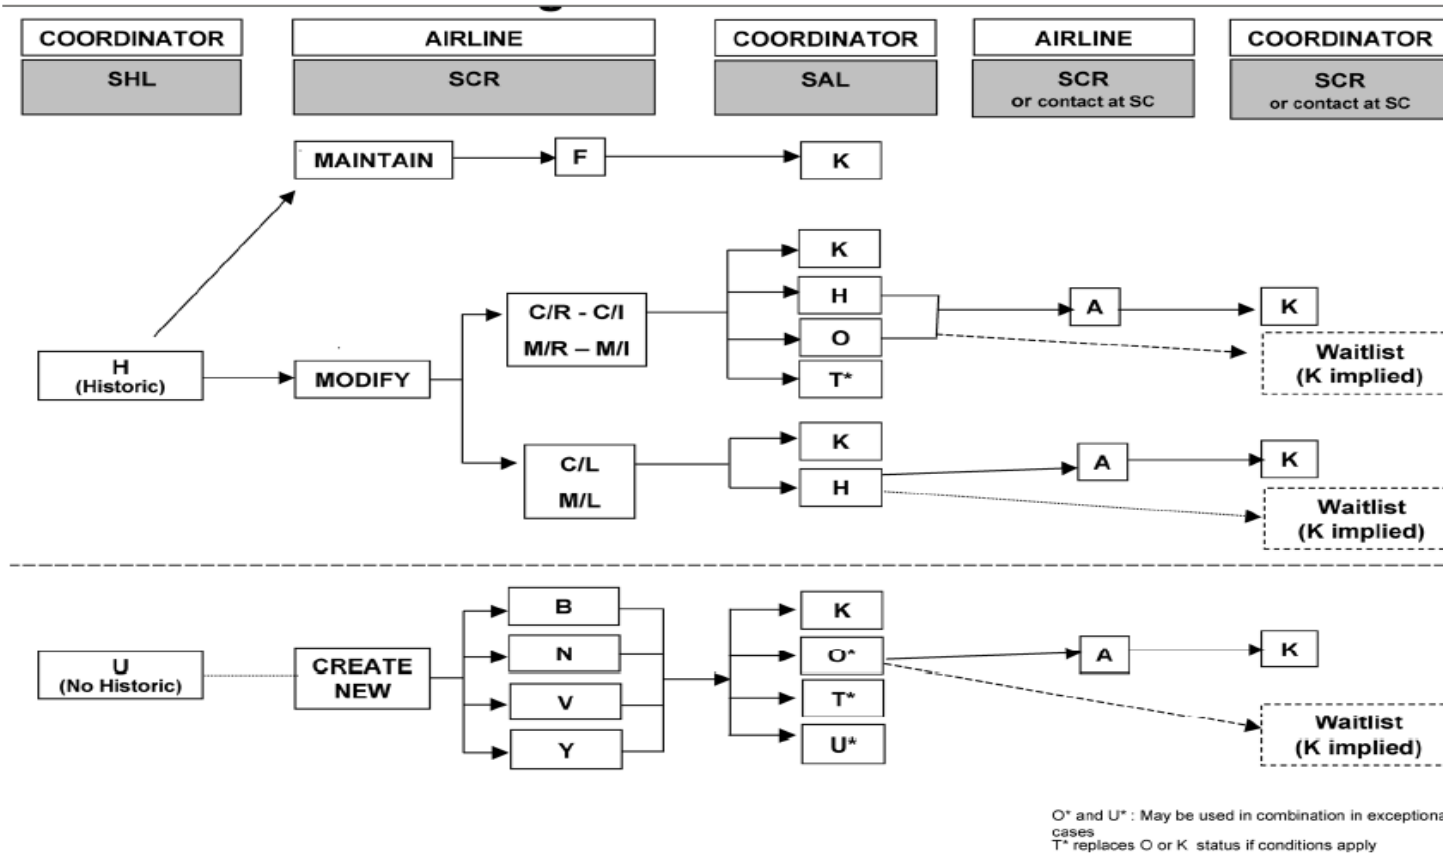 COORDINATOR AIRLINE COORDINATOR AIRLINE COORDINATOR
SHL SCR SAL SCR SCR
or contact at SC or contact at SC
MAINTAIN F K
K
C/R - C/I H A K
M/R – M/I O Waitlist
H (K implied)
(Historic) MODIFY T*
K
C/L A K
M/L H Waitlist
(K implied)
B K
U CREATE N O* A K
(No Historic) NEW V T* Waitlist
Y U* (K implied)
O* and U* : May be used in combination in exceptiona
cases
T* replaces O or K status if conditions apply